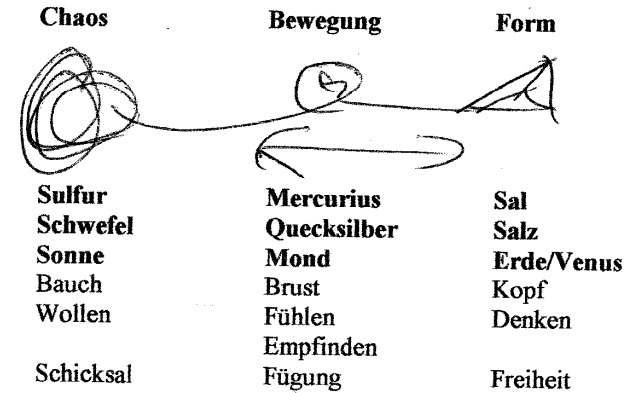 Chaos Bewegung Form
Sulfur Mercurius Sal
Schwefel Quecksilber Salz
Sonne Mond Erde/Venus
Bauch Brust Kopf
Wollen Fühlen Denken
Empfinden
Schicksal Fügung Freiheit